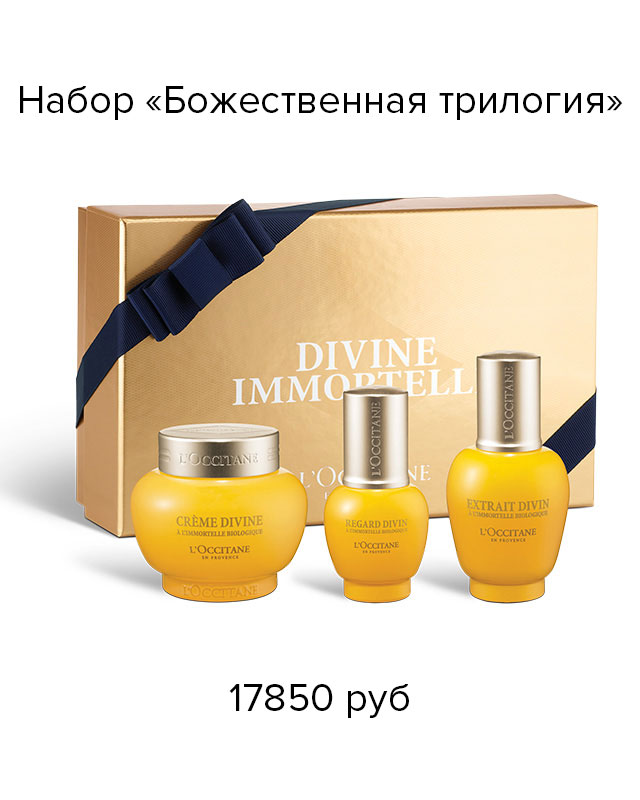 Набор «Божественная трилогия»
DIVINE
IMMORTELL
L'OCCITANE
L'OCCITANE
CRÈME DIVINE
À L'IMMORTELLE BIOLOGIQUE
L'OCCITANE
EN PROVENCE
L'OCCITANE
L'OCCITANE
REGARD DIVIN
À L'IMMORTELLE BIOLOGIQUE
L'OCCITANE
EN PROVENCE
L'OCCITANE
EXTRAIT DIVIN
À L'IMMORTELLE BIOLOGIQUE
L'OCCITANE
EN PROVENCE
17850 руб